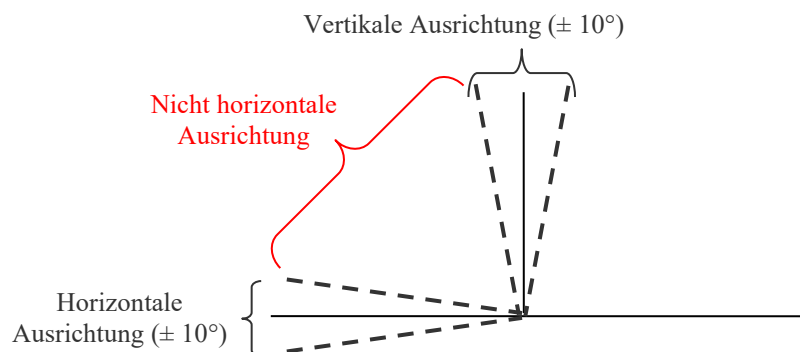 Vertikale Ausrichtung (± 10°)
Nicht horizontale
Ausrichtung
Horizontale
Ausrichtung (± 10°)